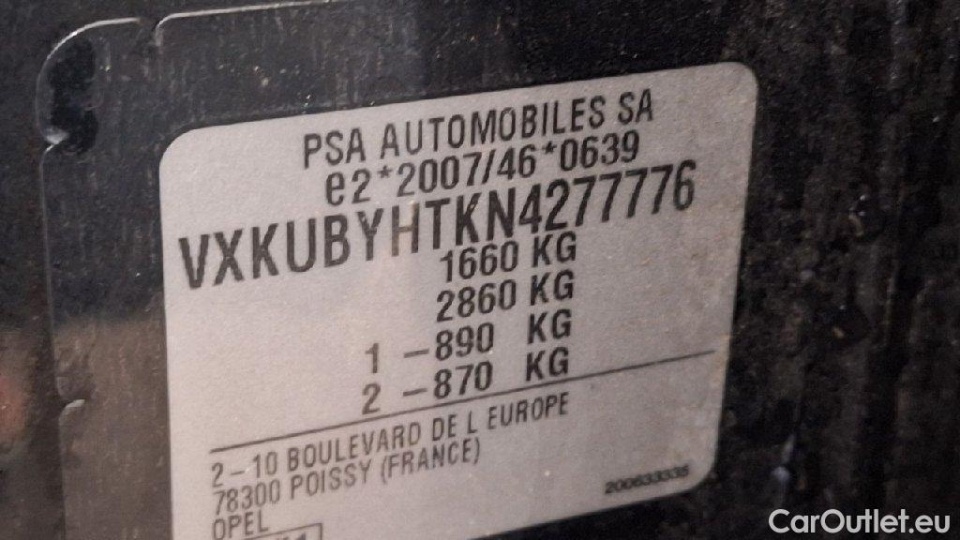 PSA AUTOMOBILES SA
e2*2007/46*0639
VXKUBYHTKN4277776
1660 KG
2860 KG
1 -890 KG
2 -870 KG
2-10 BOULEVARD DE L EUROPE
78300 POISSY (FRANCE)
200633035
OPEL
CarOutlet.eu